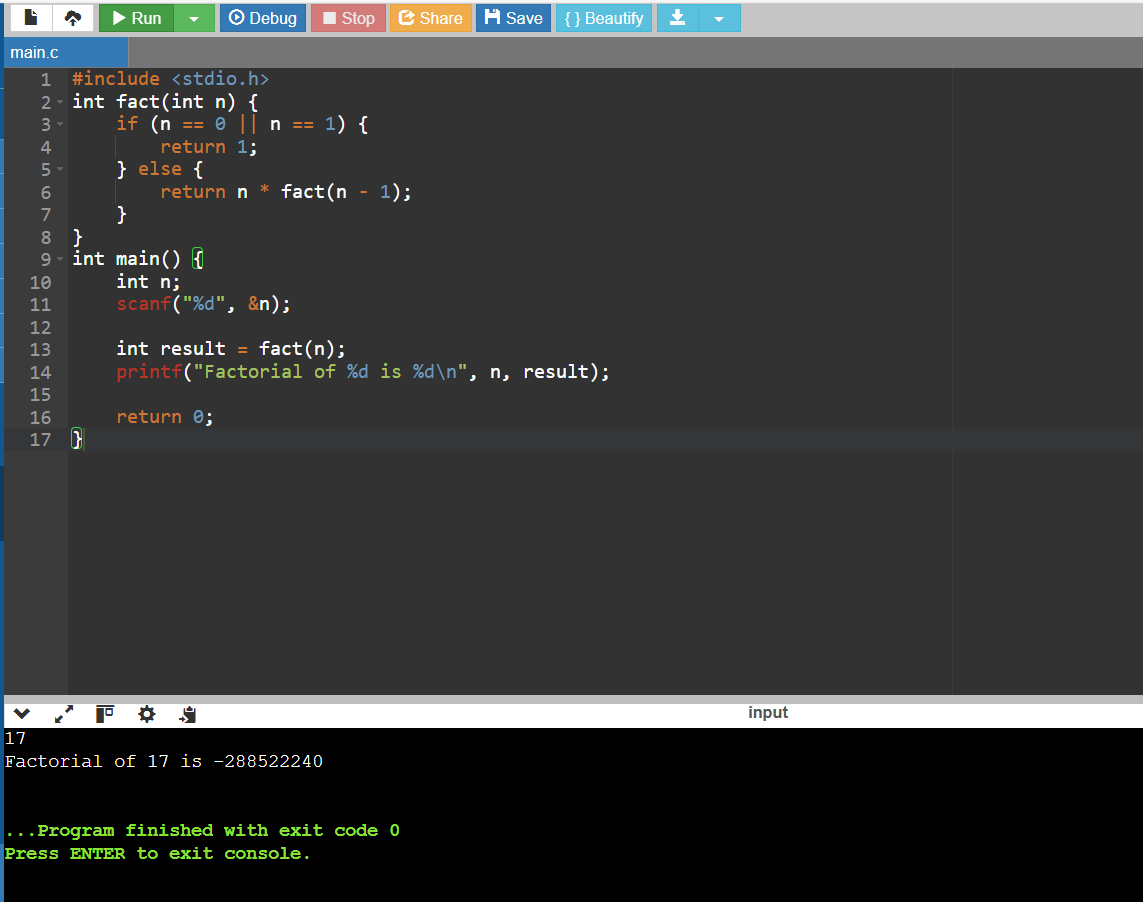 Run Debug Stop Share Save { } Beautify
main.c
1 #include <stdio.h>
2 int fact(int n) {
3     if (n == 0 || n == 1) {
4         return 1;
5     } else {
6         return n * fact(n - 1);
7     }
8 }
9 int main() {
10     int n;
11     scanf("%d", &n);
12
13     int result = fact(n);
14     printf("Factorial of %d is %d\n", n, result);
15
16     return 0;
17 }
input
17
Factorial of 17 is -288522240
...Program finished with exit code 0
Press ENTER to exit console.